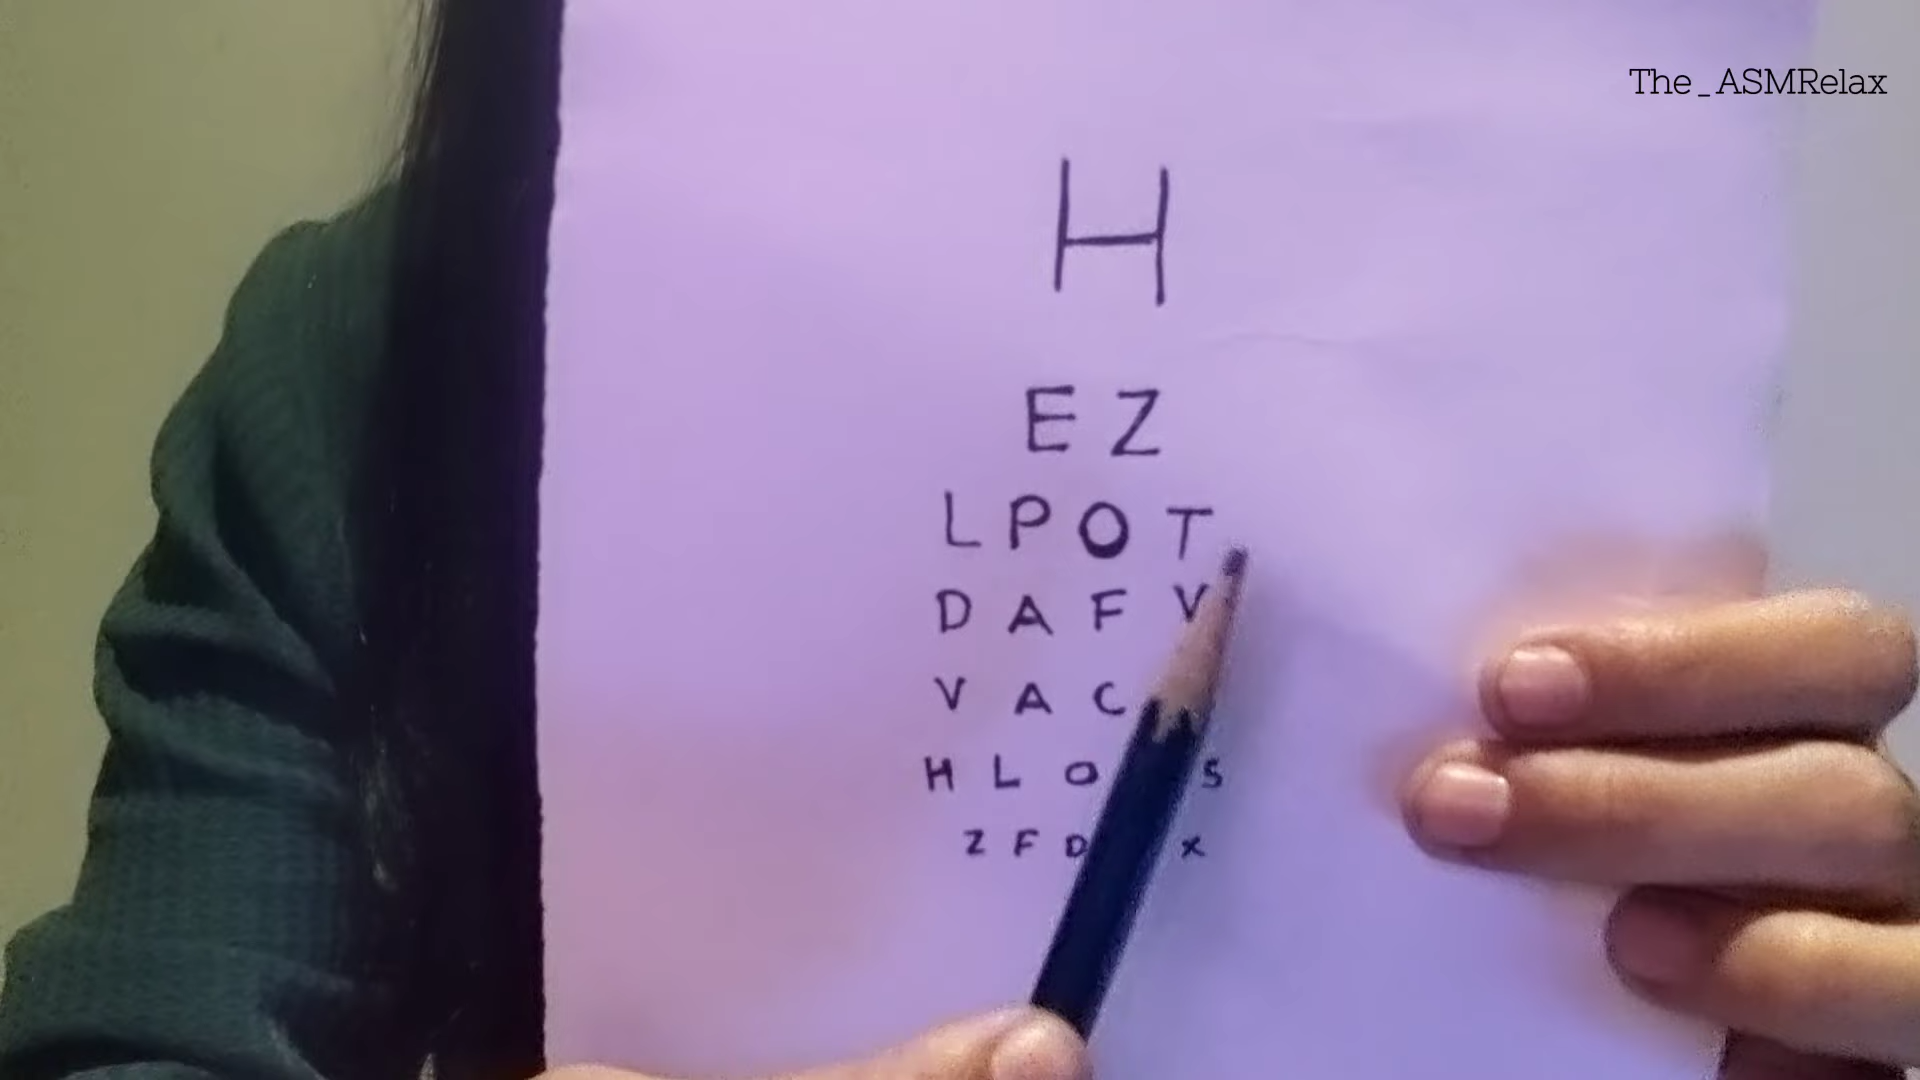 The_ASMRelax
H
E Z
L P O T
D A F V
V A C
H L O S
Z F D X